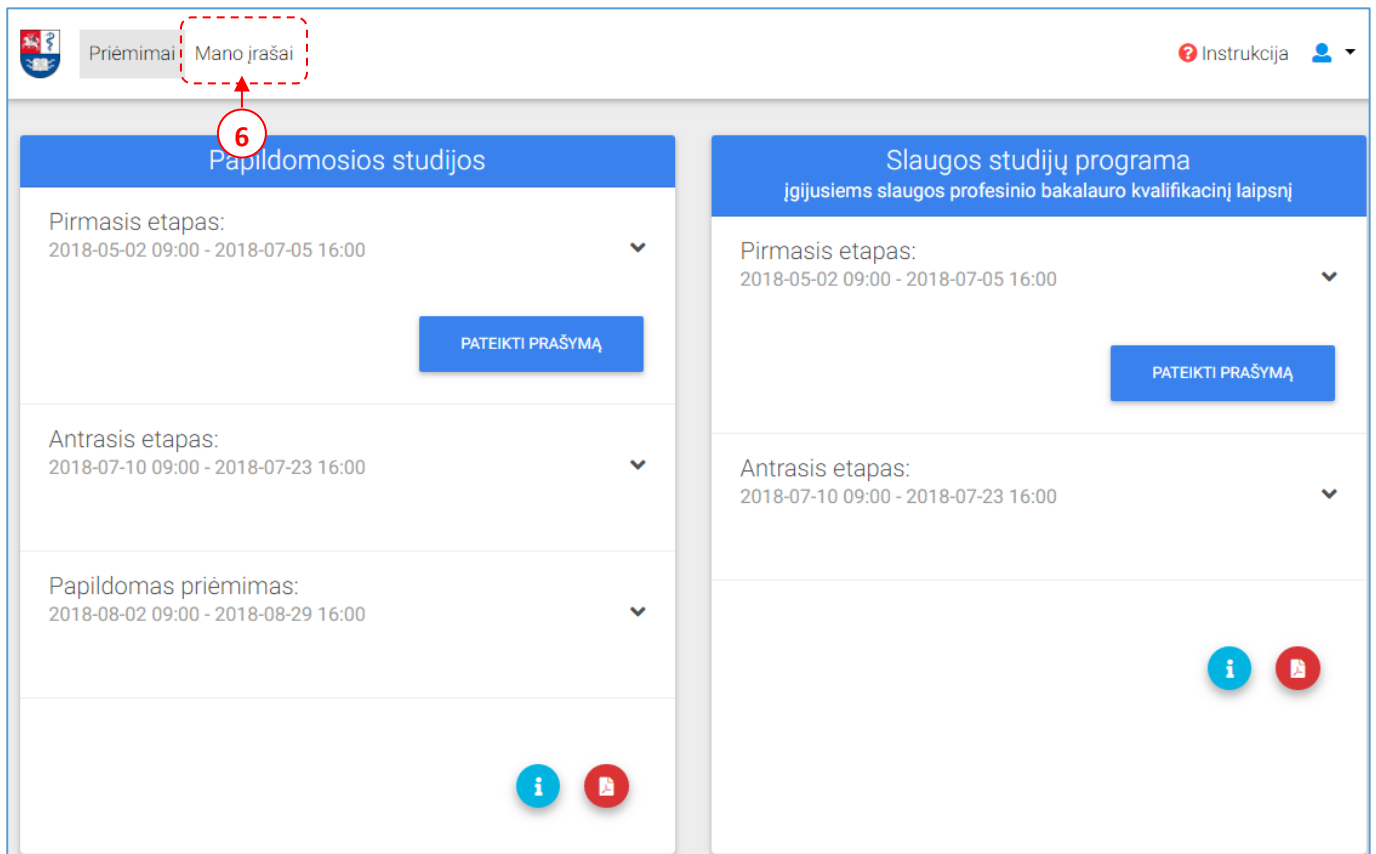 Priėmimai
Mano įrašai
Instrukcija
6
Papildomosios studijos
Pirmasis etapas:
2018-05-02 09:00 - 2018-07-05 16:00
PATEIKTI PRAŠYMĄ
Antrasis etapas:
2018-07-10 09:00 - 2018-07-23 16:00
Papildomas priėmimas:
2018-08-02 09:00 - 2018-08-29 16:00
Slaugos studijų programa
įgijusiems slaugos profesinio bakalauro kvalifikacinį laipsnį
Pirmasis etapas:
2018-05-02 09:00 - 2018-07-05 16:00
PATEIKTI PRAŠYMĄ
Antrasis etapas:
2018-07-10 09:00 - 2018-07-23 16:00